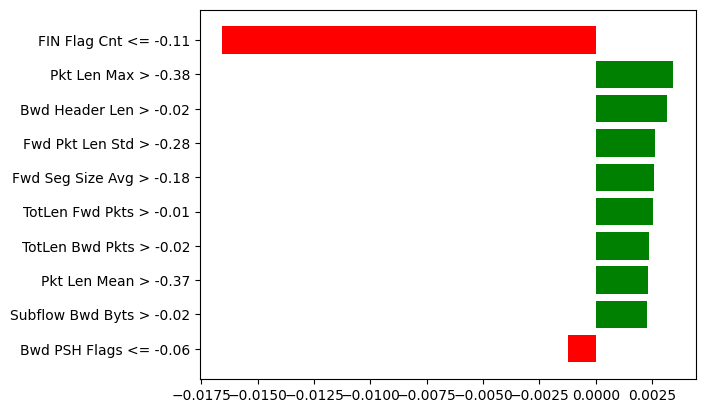 FIN Flag Cnt <= -0.11
Pkt Len Max > -0.38
Bwd Header Len > -0.02
Fwd Pkt Len Std > -0.28
Fwd Seg Size Avg > -0.18
TotLen Fwd Pkts > -0.01
TotLen Bwd Pkts > -0.02
Pkt Len Mean > -0.37
Subflow Bwd Byts > -0.02
Bwd PSH Flags <= -0.06
−0.0175 −0.0150 −0.0125 −0.0100 −0.0075 −0.0050 −0.0025 0.0000 0.0025